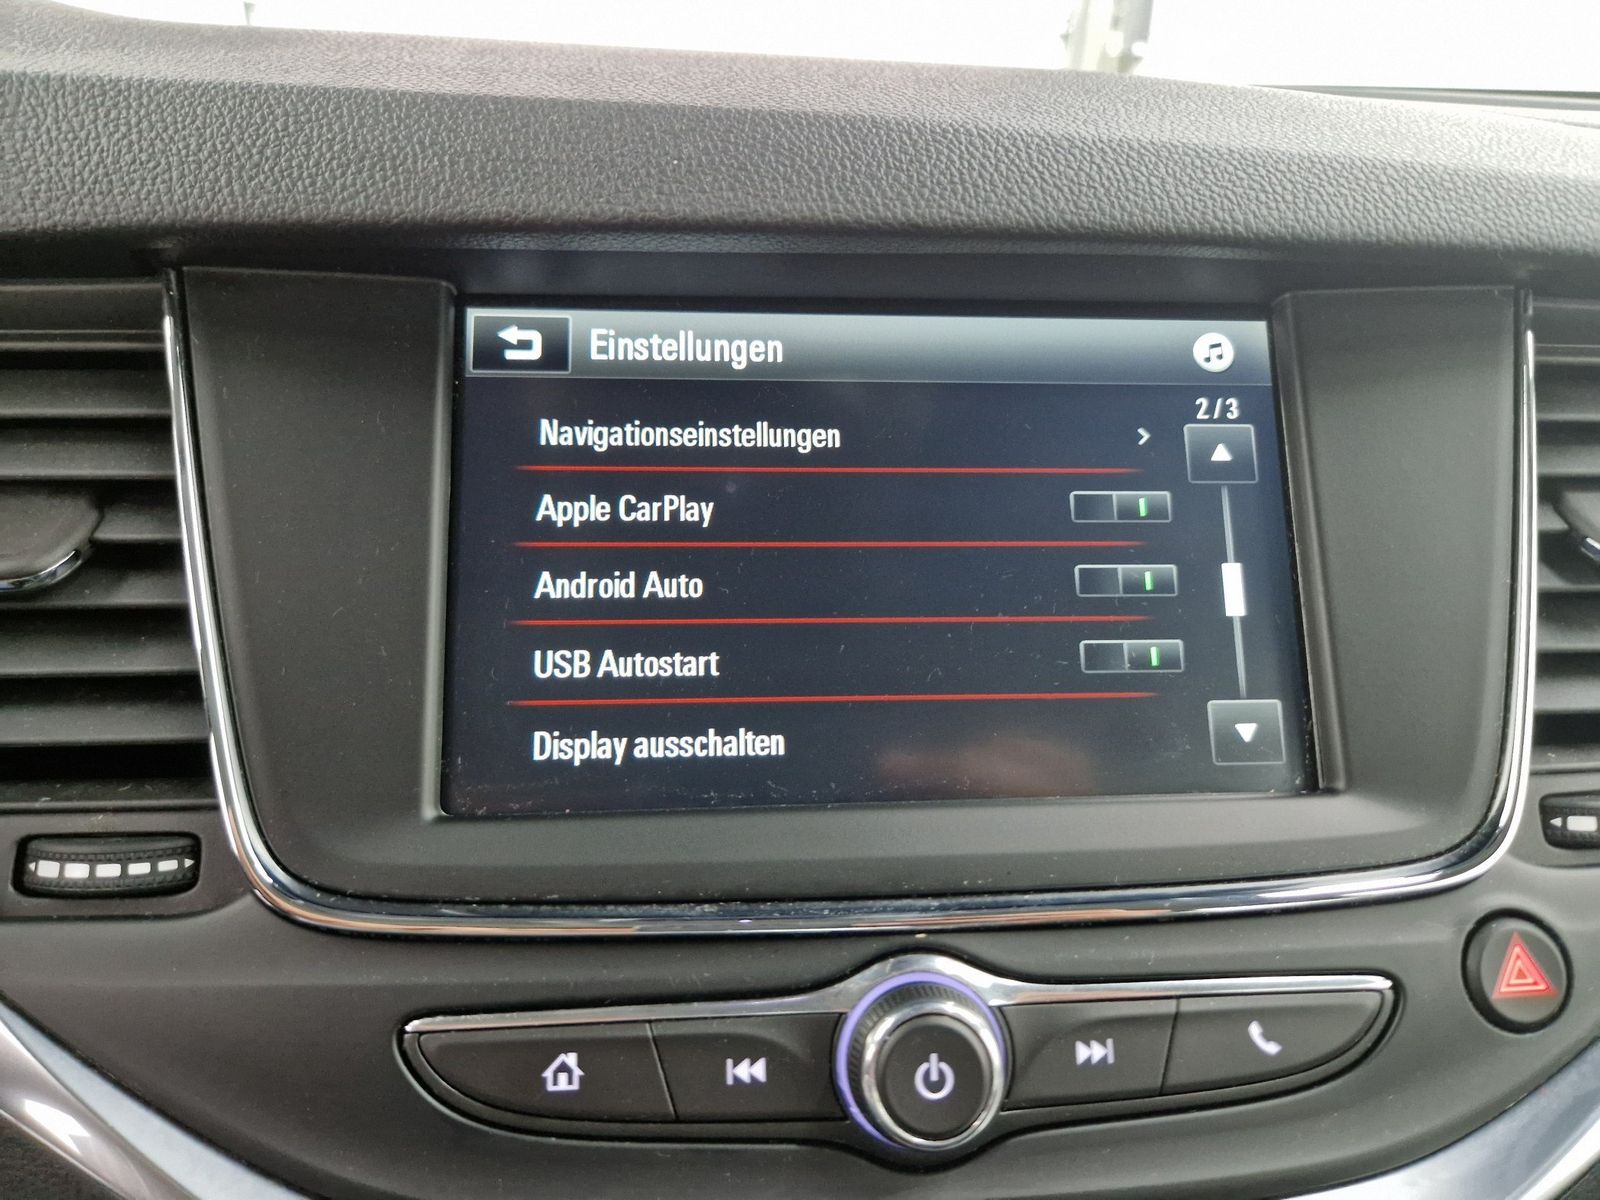 Einstellungen
2/3
Navigationseinstellungen
Apple CarPlay
Android Auto
USB Autostart
Display ausschalten